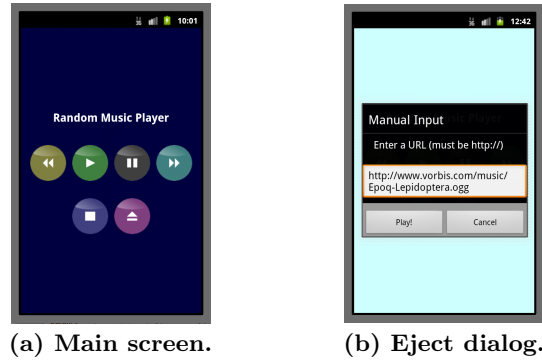 10:01
12:42
Random Music Player
Manual Input
Enter a URL (must be http://)
http://www.vorbis.com/music/
Epoq-Lepidoptera.ogg
Play! Cancel
(a) Main screen.
(b) Eject dialog.